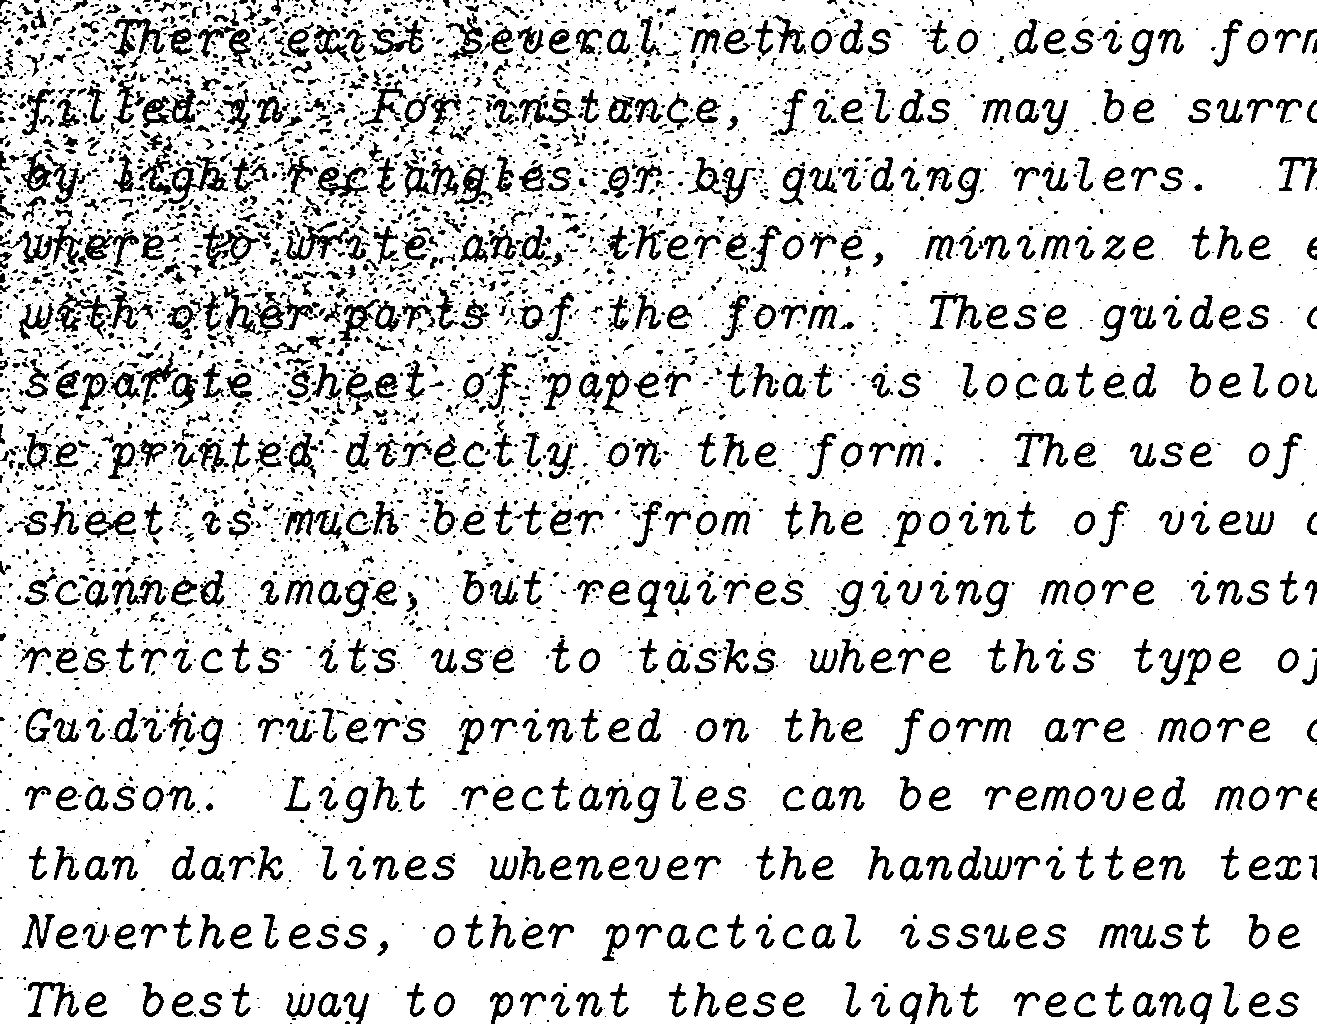 There exist several methods to design form
filled in. For instance, fields may be surro
by light rectangles or by guiding rulers. Th
where to write and, therefore, minimize the e
with other parts of the form. These guides c
separate sheet of paper that is located below
be printed directly on the form. The use of
sheet is much better from the point of view o
scanned image, but requires giving more instr
restricts its use to tasks where this type of
Guiding rulers printed on the form are more c
reason. Light rectangles can be removed more
than dark lines whenever the handwritten text
Nevertheless, other practical issues must be
The best way to print these light rectangles